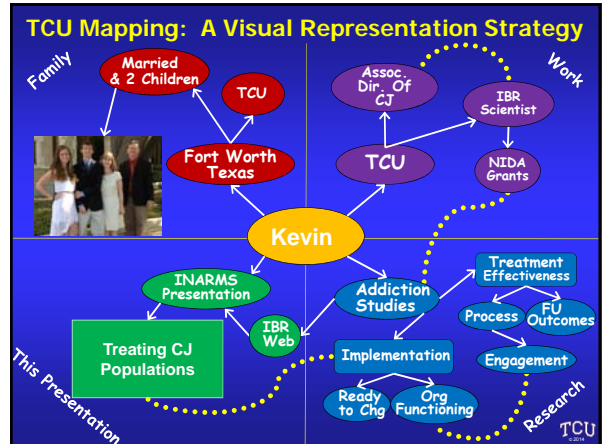 TCU Mapping: A Visual Representation Strategy
Family
Married
& 2 Children
TCU
Fort Worth
Texas
Work
Assoc.
Dir. Of
CJ
IBR
Scientist
TCU
NIDA
Grants
Kevin
INARMS
Presentation
IBR
Web
Treating CJ
Populations
This Presentation
Addiction
Studies
Treatment
Effectiveness
Process
FU
Outcomes
Implementation
Engagement
Ready
to Chg
Org
Functioning
Research
TCU
© 2014